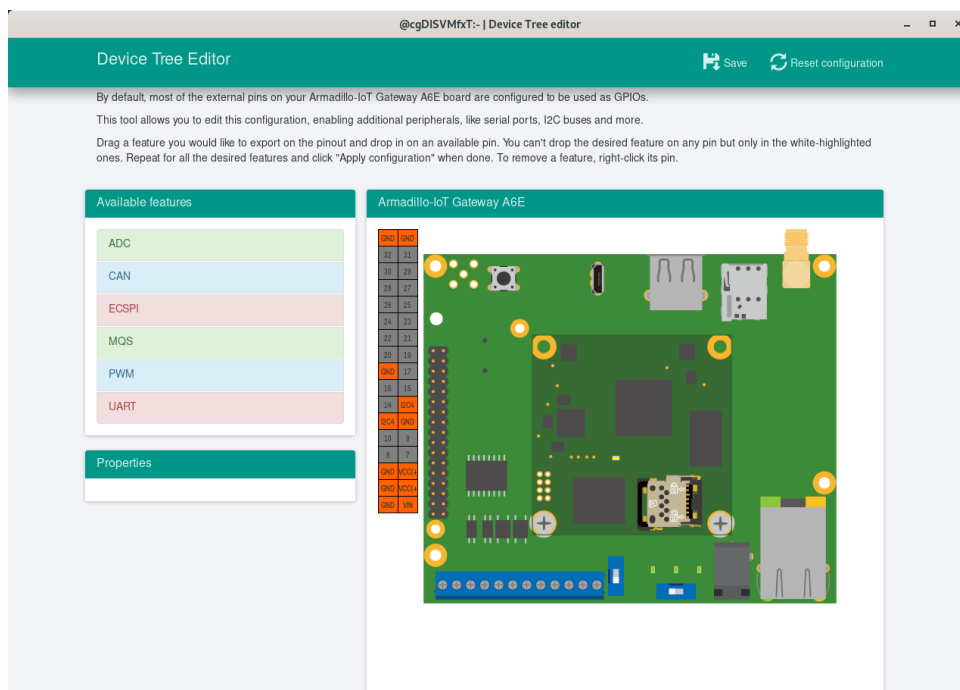 @cgDISVMfxT:- | Device Tree editor
Device Tree Editor
Save
Reset configuration
By default, most of the external pins on your Armadillo-IoT Gateway A6E board are configured to be used as GPIOs.
This tool allows you to edit this configuration, enabling additional peripherals, like serial ports, I2C buses and more.
Drag a feature you would like to export on the pinout and drop in on an available pin. You can't drop the desired feature on any pin but only in the white-highlighted
ones. Repeat for all the desired features and click "Apply configuration" when done. To remove a feature, right-click its pin.
Available features
ADC
CAN
ECSPI
MQS
PWM
UART
Properties
Armadillo-IoT Gateway A6E
GND GND
32 31
30 29
28 27
26 25
24 23
22 21
20 19
GND 17
16 15
14 I2C4
I2C4 GND
10 9
8 7
GND VCC(+
GND VCC(+
GND VIN